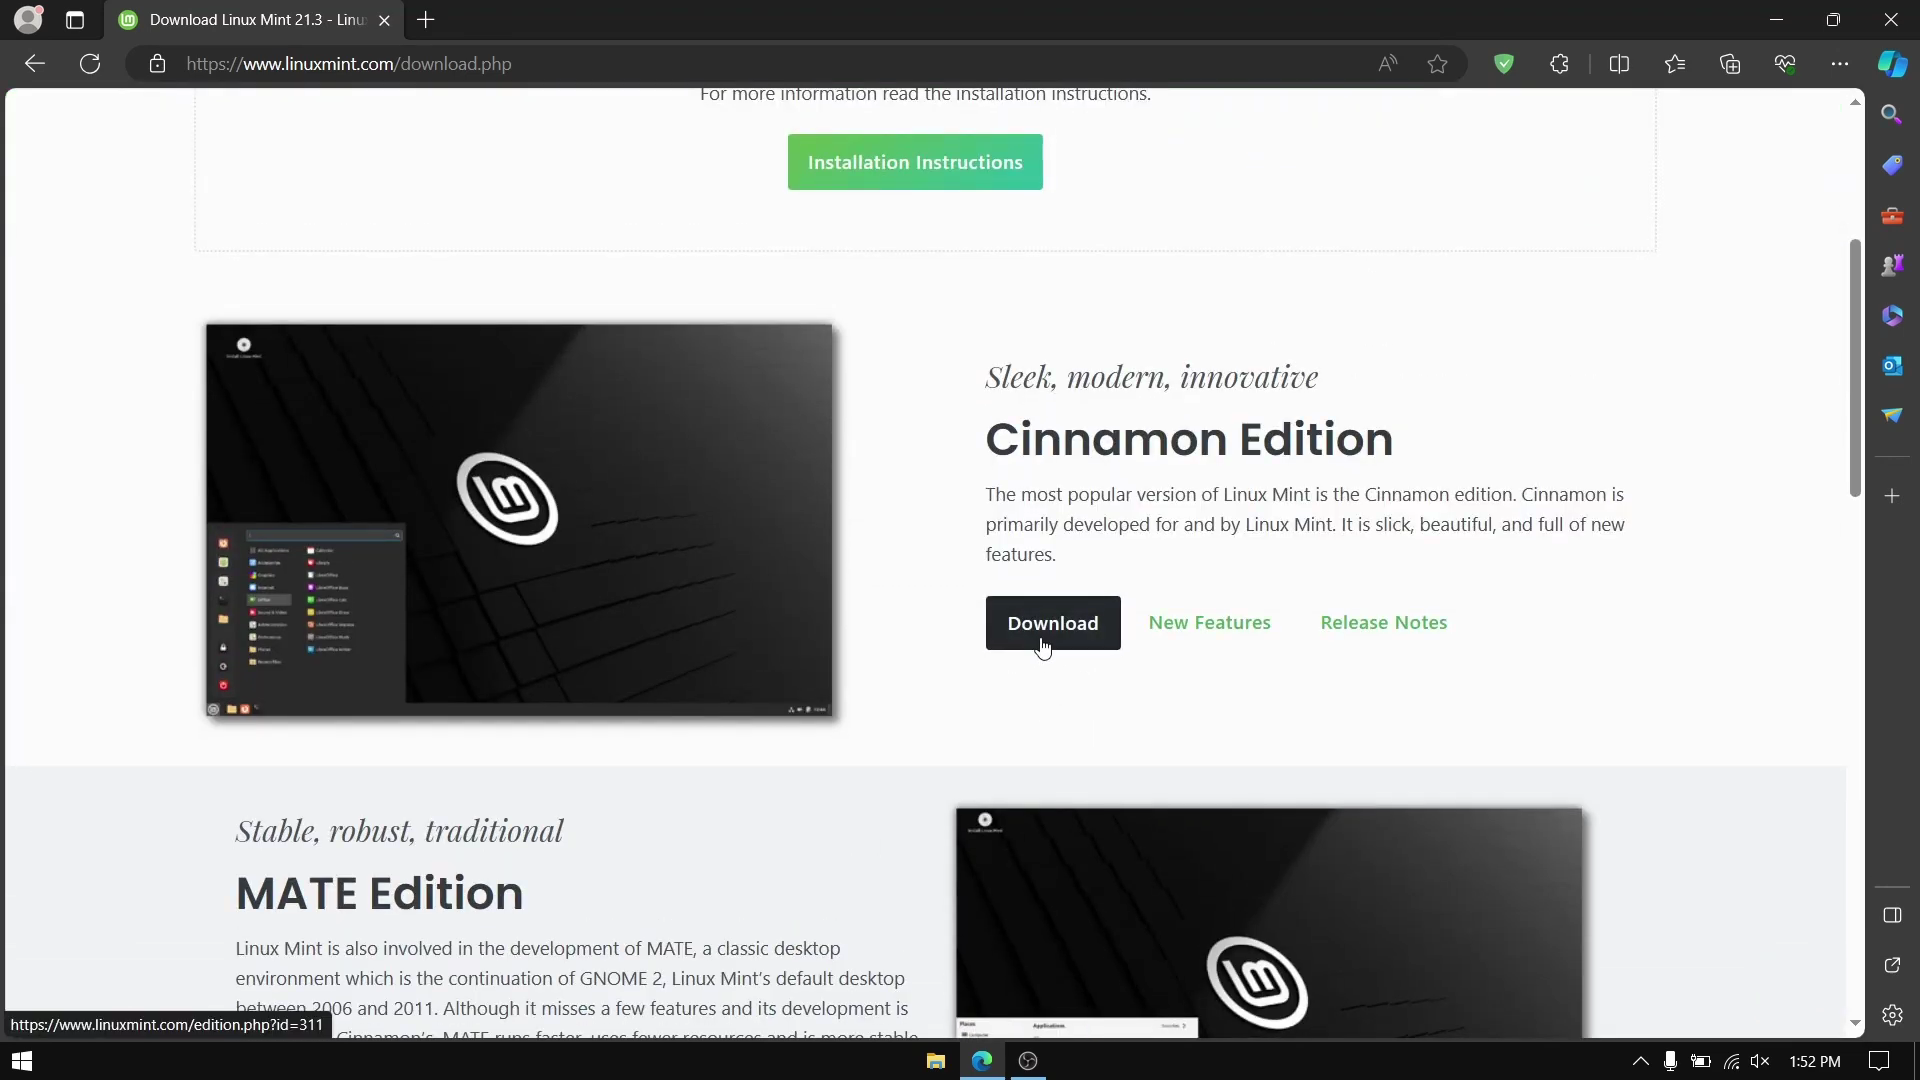 Download Linux Mint 21.3 - Linu
https://www.linuxmint.com/download.php
For more information read the installation instructions.
Installation Instructions
Sleek, modern, innovative
Cinnamon Edition
The most popular version of Linux Mint is the Cinnamon edition. Cinnamon is
primarily developed for and by Linux Mint. It is slick, beautiful, and full of new
features.
Download
New Features
Release Notes
Stable, robust, traditional
MATE Edition
Linux Mint is also involved in the development of MATE, a classic desktop
environment which is the continuation of GNOME 2, Linux Mint's default desktop
between 2006 and 2011. Although it misses a few features and its development is
Cinnamon's, MATE runs faster, uses fewer resources and is more stable
Places
Applications
https://www.linuxmint.com/edition.php?id=311
1:52 PM